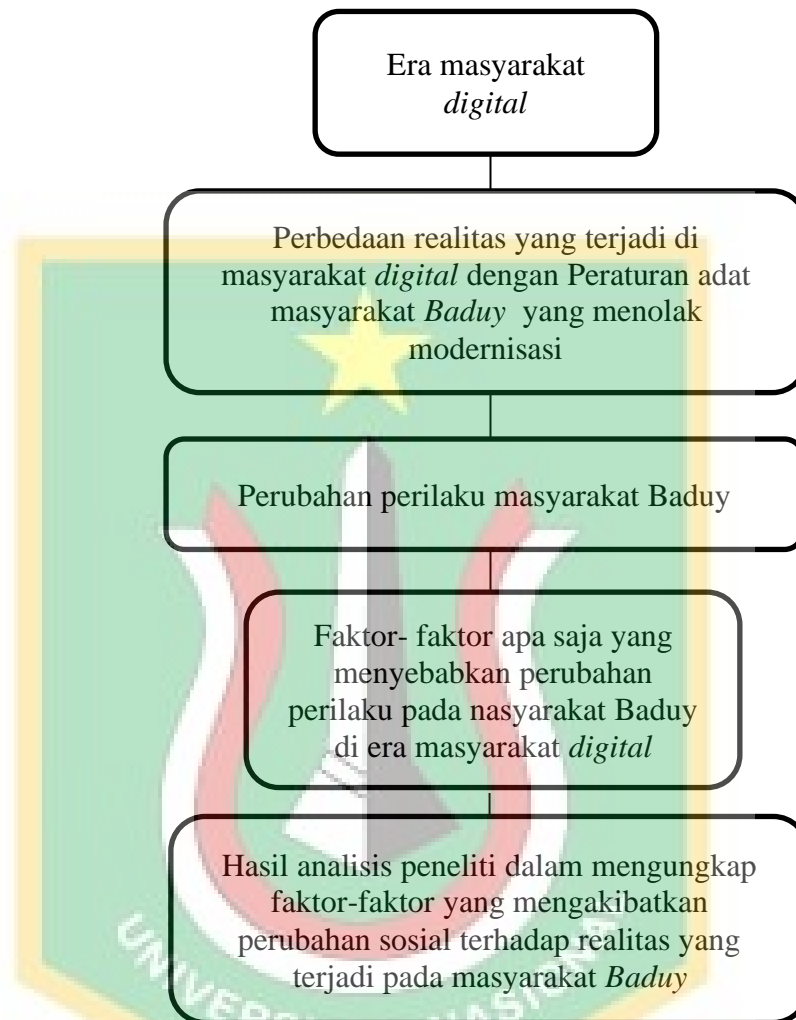 Era masyarakat
digital
Perbedaan realitas yang terjadi di
masyarakat digital dengan Peraturan adat
masyarakat Baduy yang menolak
modernisasi
Perubahan perilaku masyarakat Baduy
Faktor- faktor apa saja yang
menyebabkan perubahan
perilaku pada nasyarakat Baduy
di era masyarakat digital
Hasil analisis peneliti dalam mengungkap
faktor-faktor yang mengakibatkan
perubahan sosial terhadap realitas yang
terjadi pada masyarakat Baduy
NASIONAL